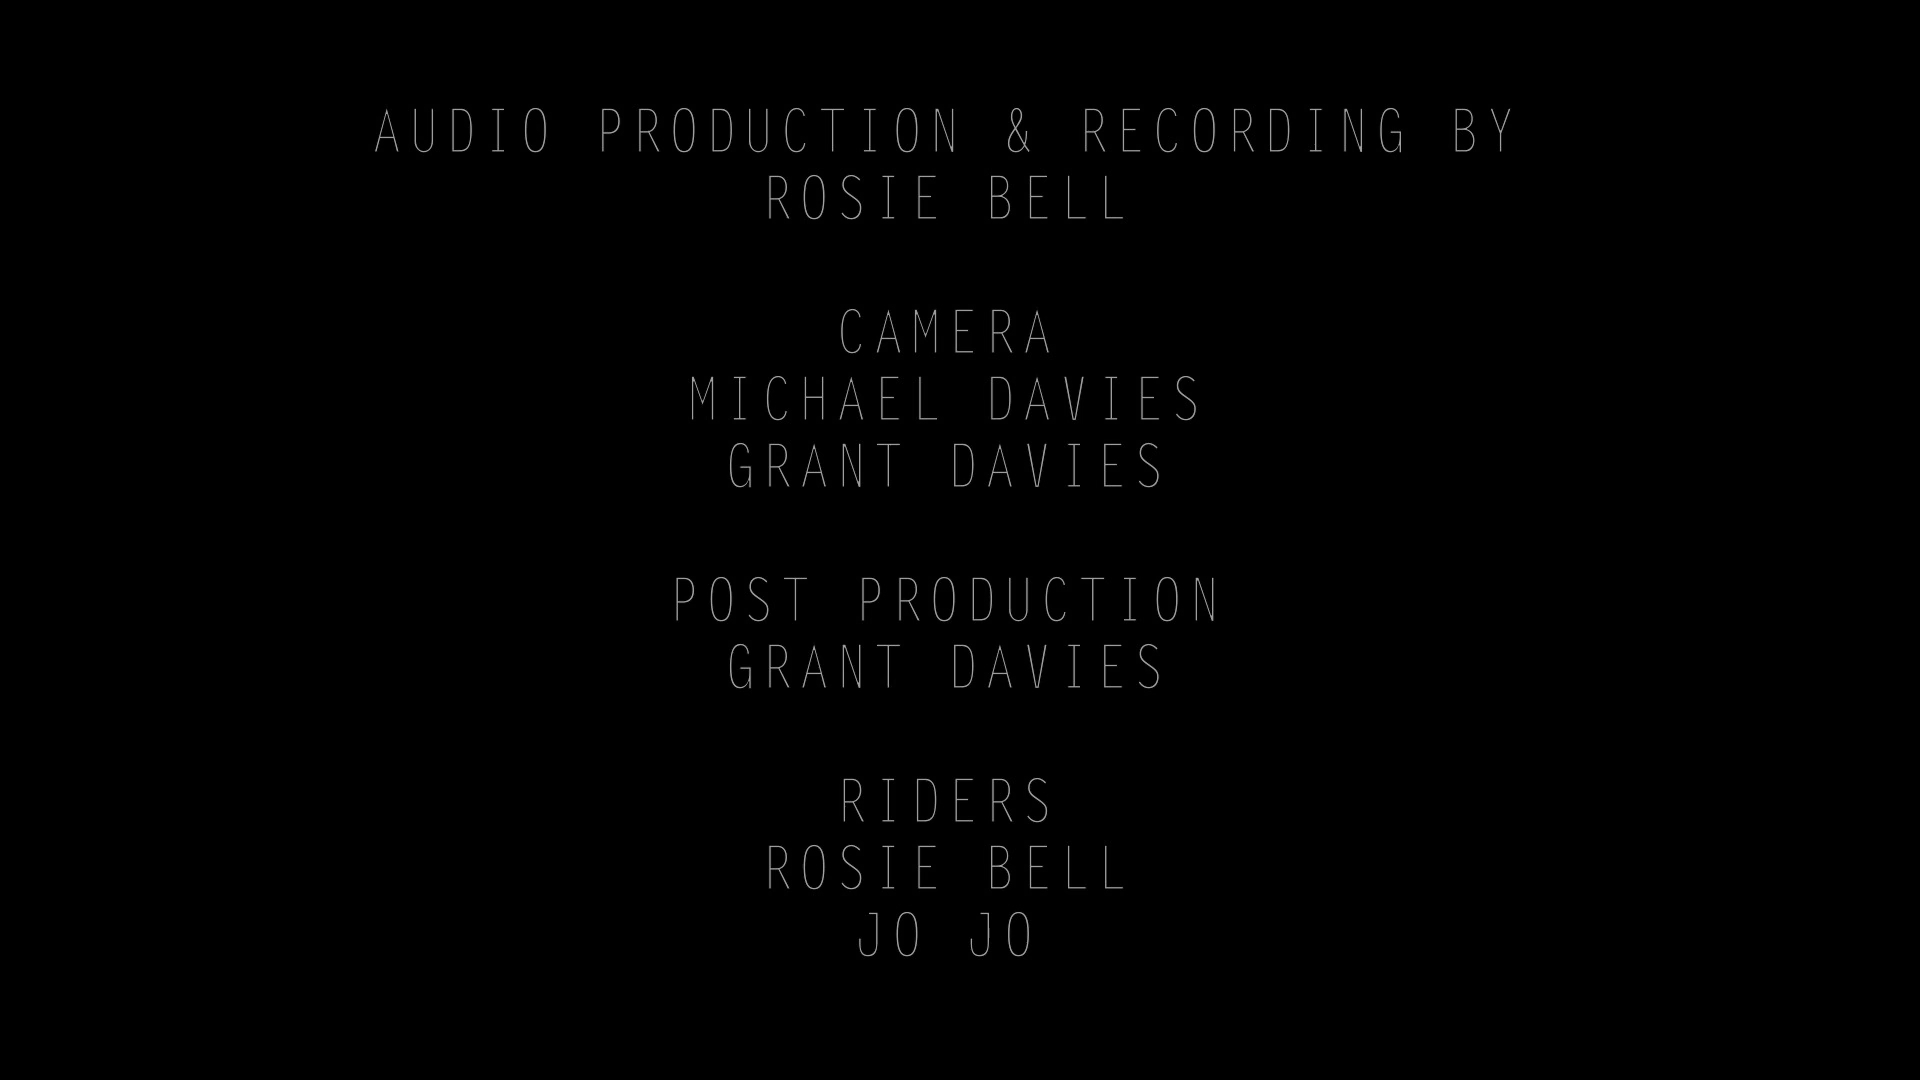 AUDIO PRODUCTION & RECORDING BY
ROSIE BELL
CAMERA
MICHAEL DAVIES
GRANT DAVIES
POST PRODUCTION
GRANT DAVIES
RIDERS
ROSIE BELL
JO JO